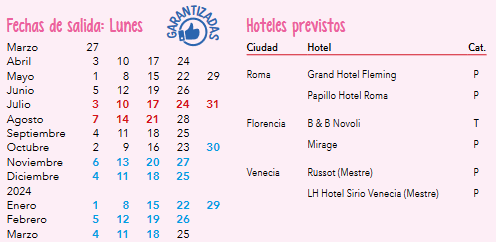 Fechas de salida: Lunes
GARANTIZADAS
Marzo 27
Abril 3 10 17 24
Mayo 1 8 15 22 29
Junio 5 12 19 26
Julio 3 10 17 24 31
Agosto 7 14 21 28
Septiembre 4 11 18 25
Octubre 2 9 16 23 30
Noviembre 6 13 20 27
Diciembre 4 11 18 25
2024
Enero 1 8 15 22 29
Febrero 5 12 19 26
Marzo 4 11 18 25
Hoteles previstos
Ciudad Hotel Cat.
Roma Grand Hotel Fleming P
Papillo Hotel Roma P
Florencia B & B Novoli T
Mirage P
Venecia Russot (Mestre) P
LH Hotel Sirio Venecia (Mestre) P